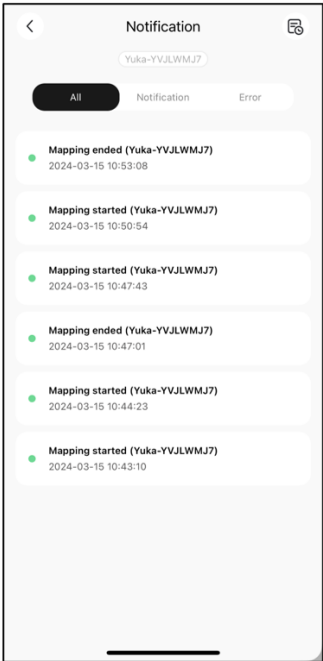 Notification
Yuka-YVJLWMJ7
All Notification Error
Mapping ended (Yuka-YVJLWMJ7)
2024-03-15 10:53:08
Mapping started (Yuka-YVJLWMJ7)
2024-03-15 10:50:54
Mapping started (Yuka-YVJLWMJ7)
2024-03-15 10:47:43
Mapping ended (Yuka-YVJLWMJ7)
2024-03-15 10:47:01
Mapping started (Yuka-YVJLWMJ7)
2024-03-15 10:44:23
Mapping started (Yuka-YVJLWMJ7)
2024-03-15 10:43:10